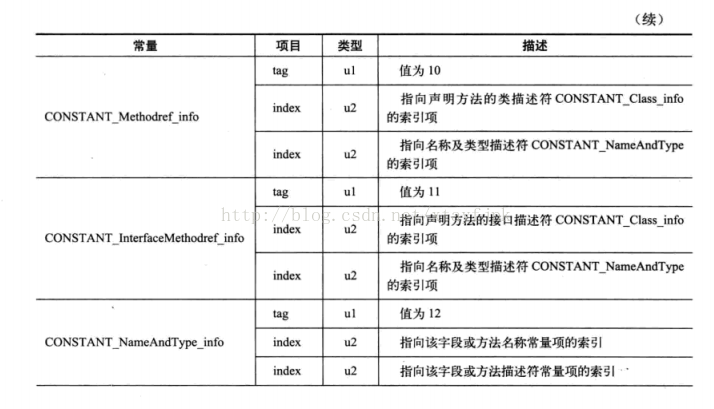 （续）
常量 项目 类型 描述
CONSTANT_Methodref_info
tag u1 值为 10
index u2 指向声明方法的类描述符 CONSTANT_Class_info
的索引项
index u2 指向名称及类型描述符 CONSTANT_NameAndType
的索引项
CONSTANT_InterfaceMethodref_info
tag u1 值为 11
index u2 指向声明方法的接口描述符 CONSTANT_Class_info
的索引项
index u2 指向名称及类型描述符 CONSTANT_NameAndType
的索引项
CONSTANT_NameAndType_info
tag u1 值为 12
index u2 指向该字段或方法名称常量项的索引
index u2 指向该字段或方法描述符常量项的索引